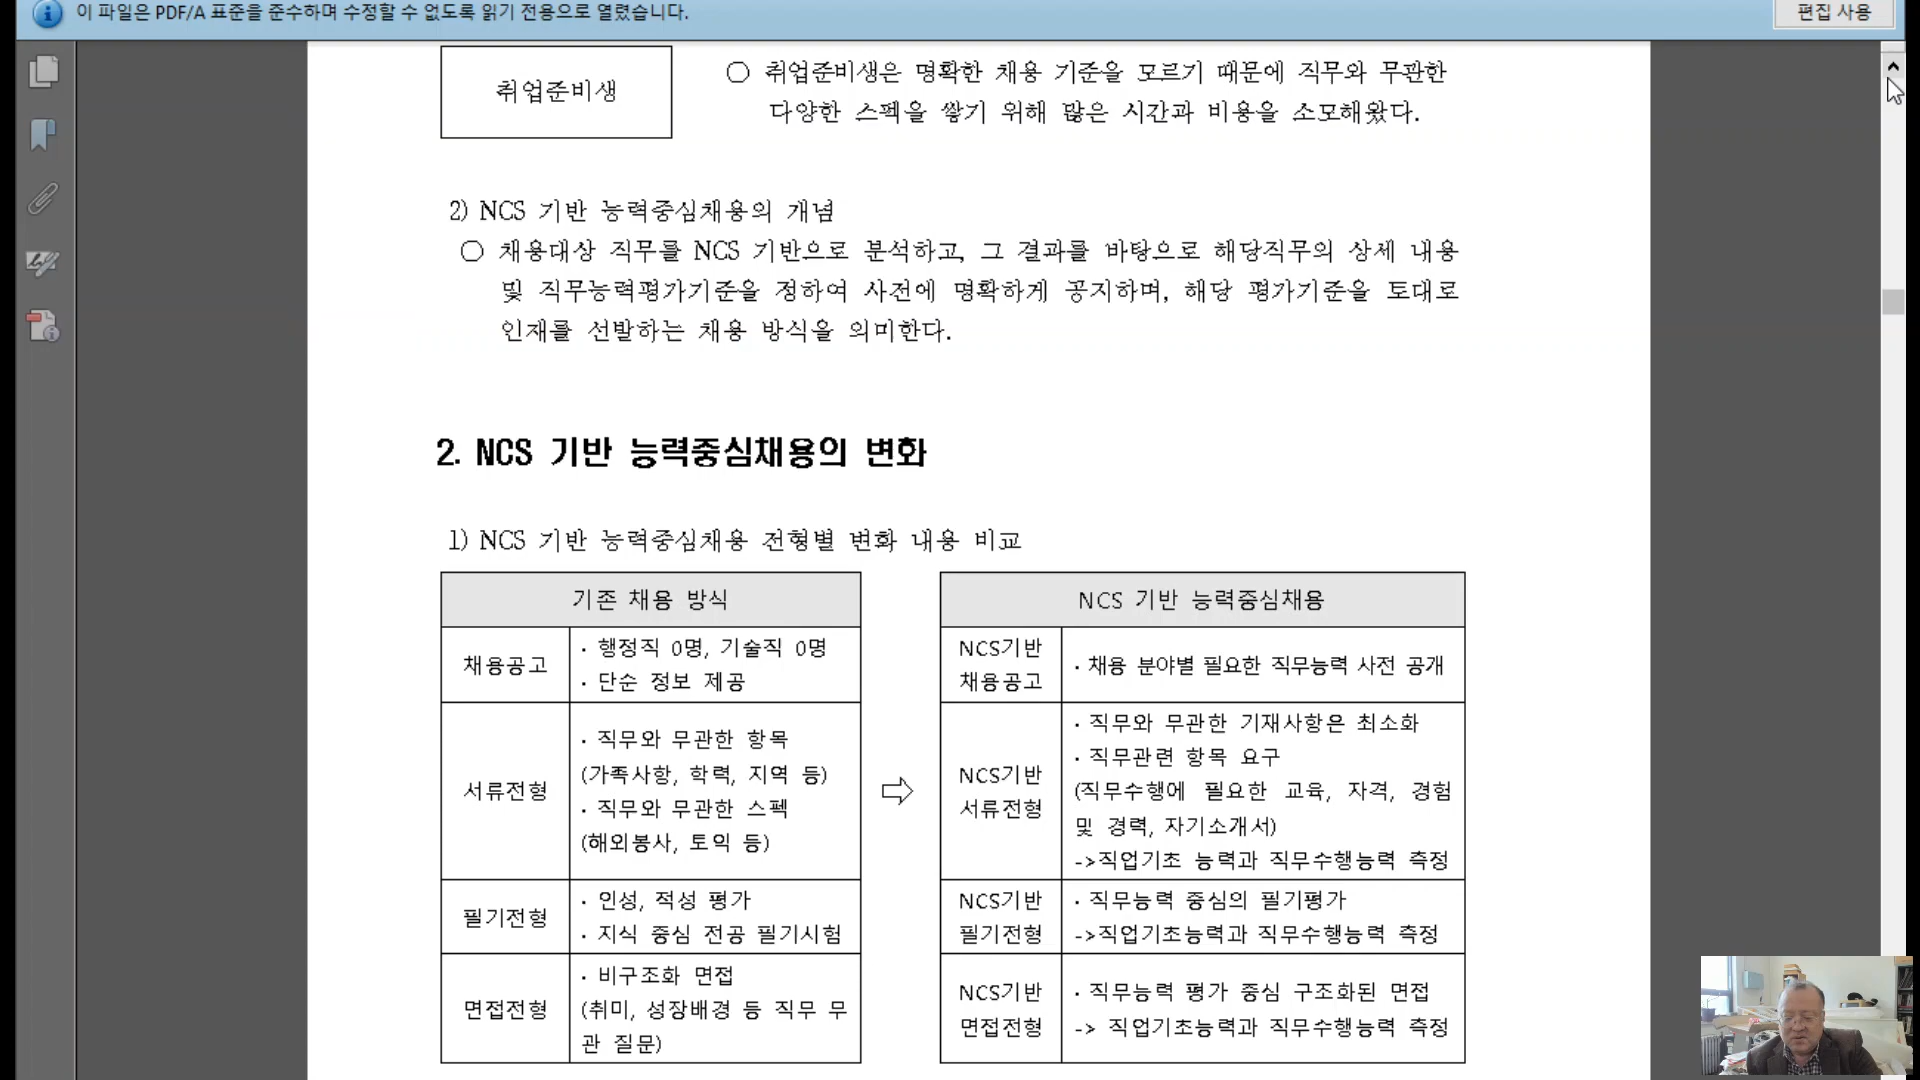 이 파일은 PDF/A 표준을 준수하며 수정할 수 없도록 읽기 전용으로 열렸습니다.
편집 사용
취업준비생
○ 취업준비생은 명확한 채용 기준을 모르기 때문에 직무와 무관한
다양한 스펙을 쌓기 위해 많은 시간과 비용을 소모해왔다.
2) NCS 기반 능력중심채용의 개념
○ 채용대상 직무를 NCS 기반으로 분석하고, 그 결과를 바탕으로 해당직무의 상세 내용
및 직무능력평가기준을 정하여 사전에 명확하게 공지하며, 해당 평가기준을 토대로
인재를 선발하는 채용 방식을 의미한다.
2. NCS 기반 능력중심채용의 변화
1) NCS 기반 능력중심채용 전형별 변화 내용 비교
기존 채용 방식
채용공고
· 행정직 0명, 기술직 0명
· 단순 정보 제공
서류전형
· 직무와 무관한 항목
(가족사항, 학력, 지역 등)
· 직무와 무관한 스펙
(해외봉사, 토익 등)
필기전형
· 인성, 적성 평가
· 지식 중심 전공 필기시험
면접전형
· 비구조화 면접
(취미, 성장배경 등 직무 무
관 질문)
NCS 기반 능력중심채용
NCS기반
채용공고
· 채용 분야별 필요한 직무능력 사전 공개
NCS기반
서류전형
· 직무와 무관한 기재사항은 최소화
· 직무관련 항목 요구
(직무수행에 필요한 교육, 자격, 경험
및 경력, 자기소개서)
->직업기초 능력과 직무수행능력 측정
NCS기반
필기전형
· 직무능력 중심의 필기평가
->직업기초능력과 직무수행능력 측정
NCS기반
면접전형
· 직무능력 평가 중심 구조화된 면접
-> 직업기초능력과 직무수행능력 측정